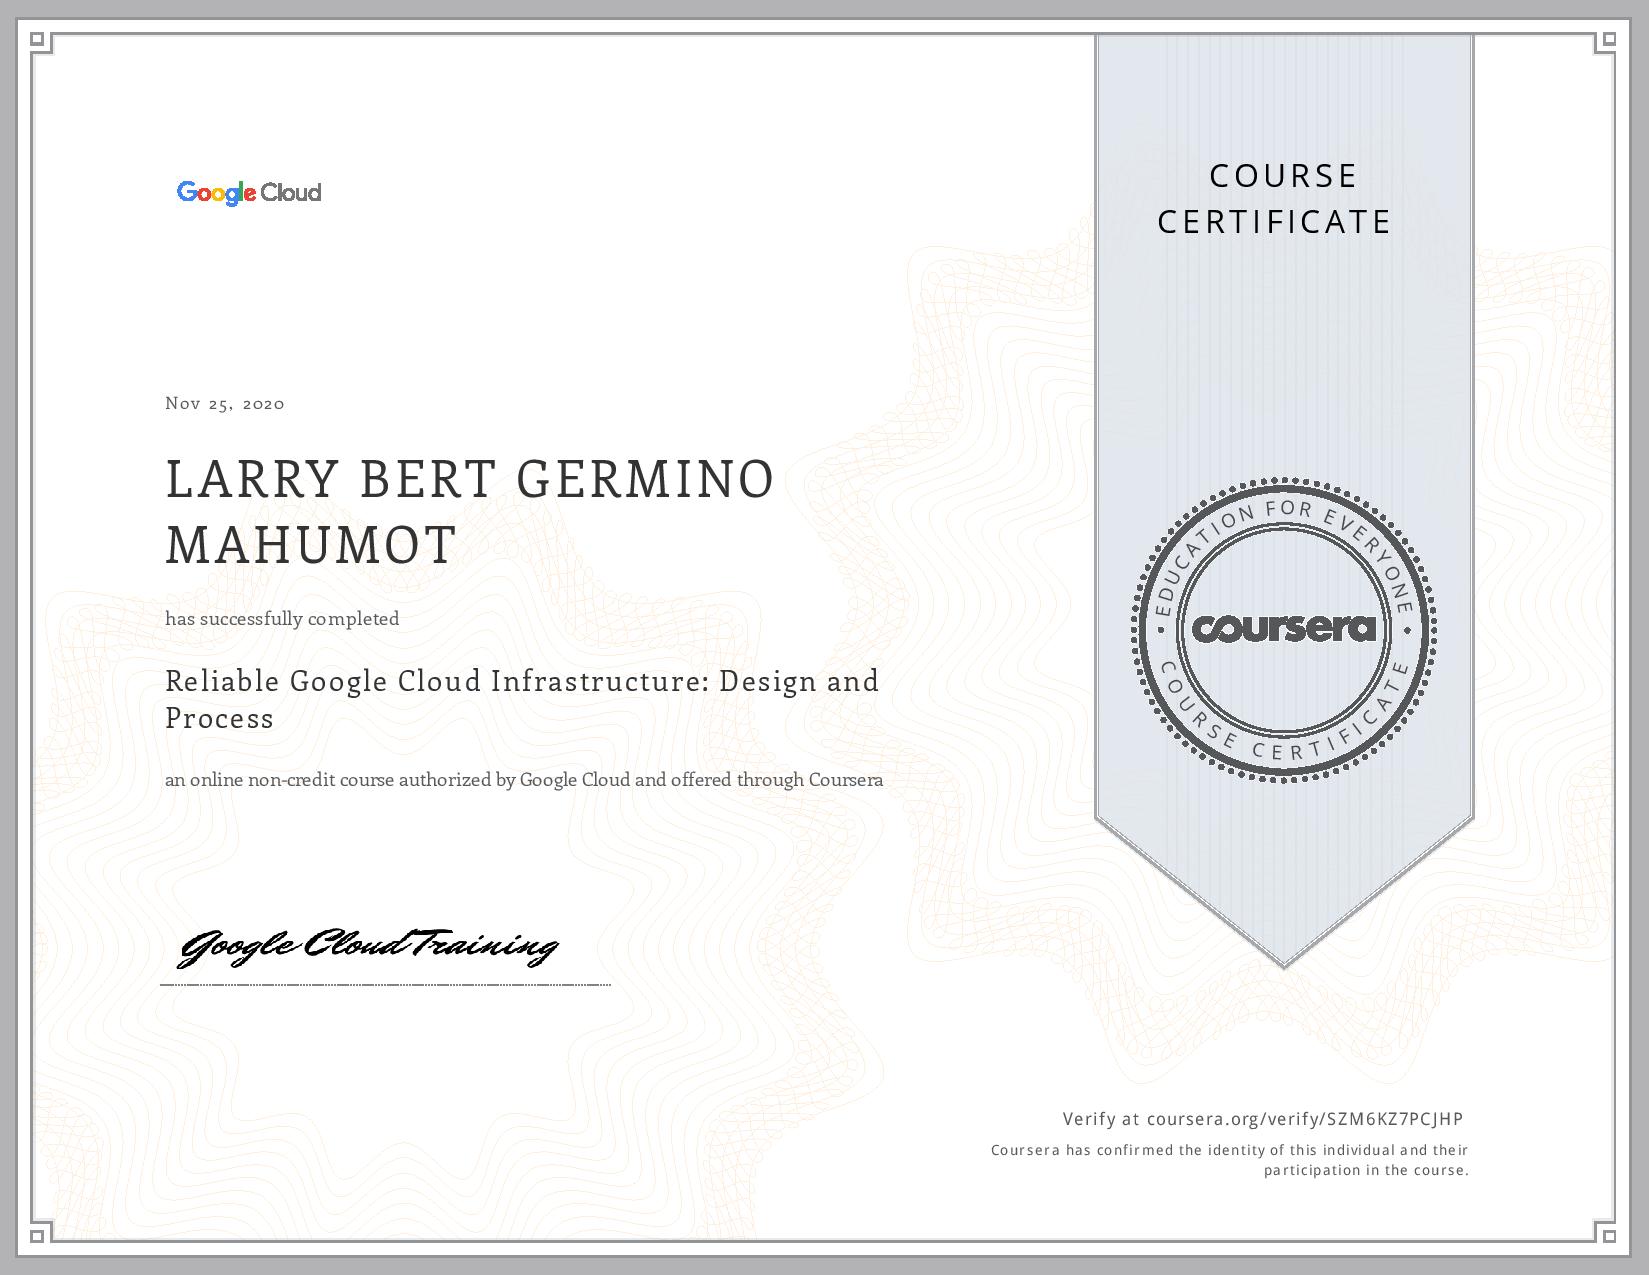 Google Cloud
COURSE
CERTIFICATE
Nov 25, 2020
LARRY BERT GERMINO
MAHUMOT
has successfully completed
Reliable Google Cloud Infrastructure: Design and
Process
an online non-credit course authorized by Google Cloud and offered through Coursera
EDUCATION FOR EVERYONE
coursera
COURSE CERTIFICATE
Google Cloud Training
Verify at coursera.org/verify/SZM6KZ7PCJHP
Coursera has confirmed the identity of this individual and their
participation in the course.